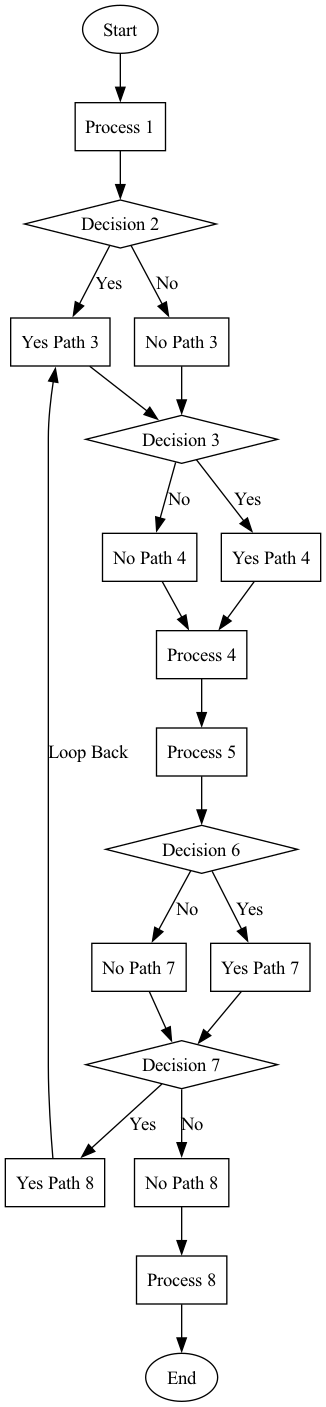 Start
Process 1
Decision 2
Yes
No
Yes Path 3
No Path 3
Decision 3
No
Yes
No Path 4
Yes Path 4
Process 4
Process 5
Loop Back
Decision 6
No
Yes
No Path 7
Yes Path 7
Decision 7
Yes
No
Yes Path 8
No Path 8
Process 8
End